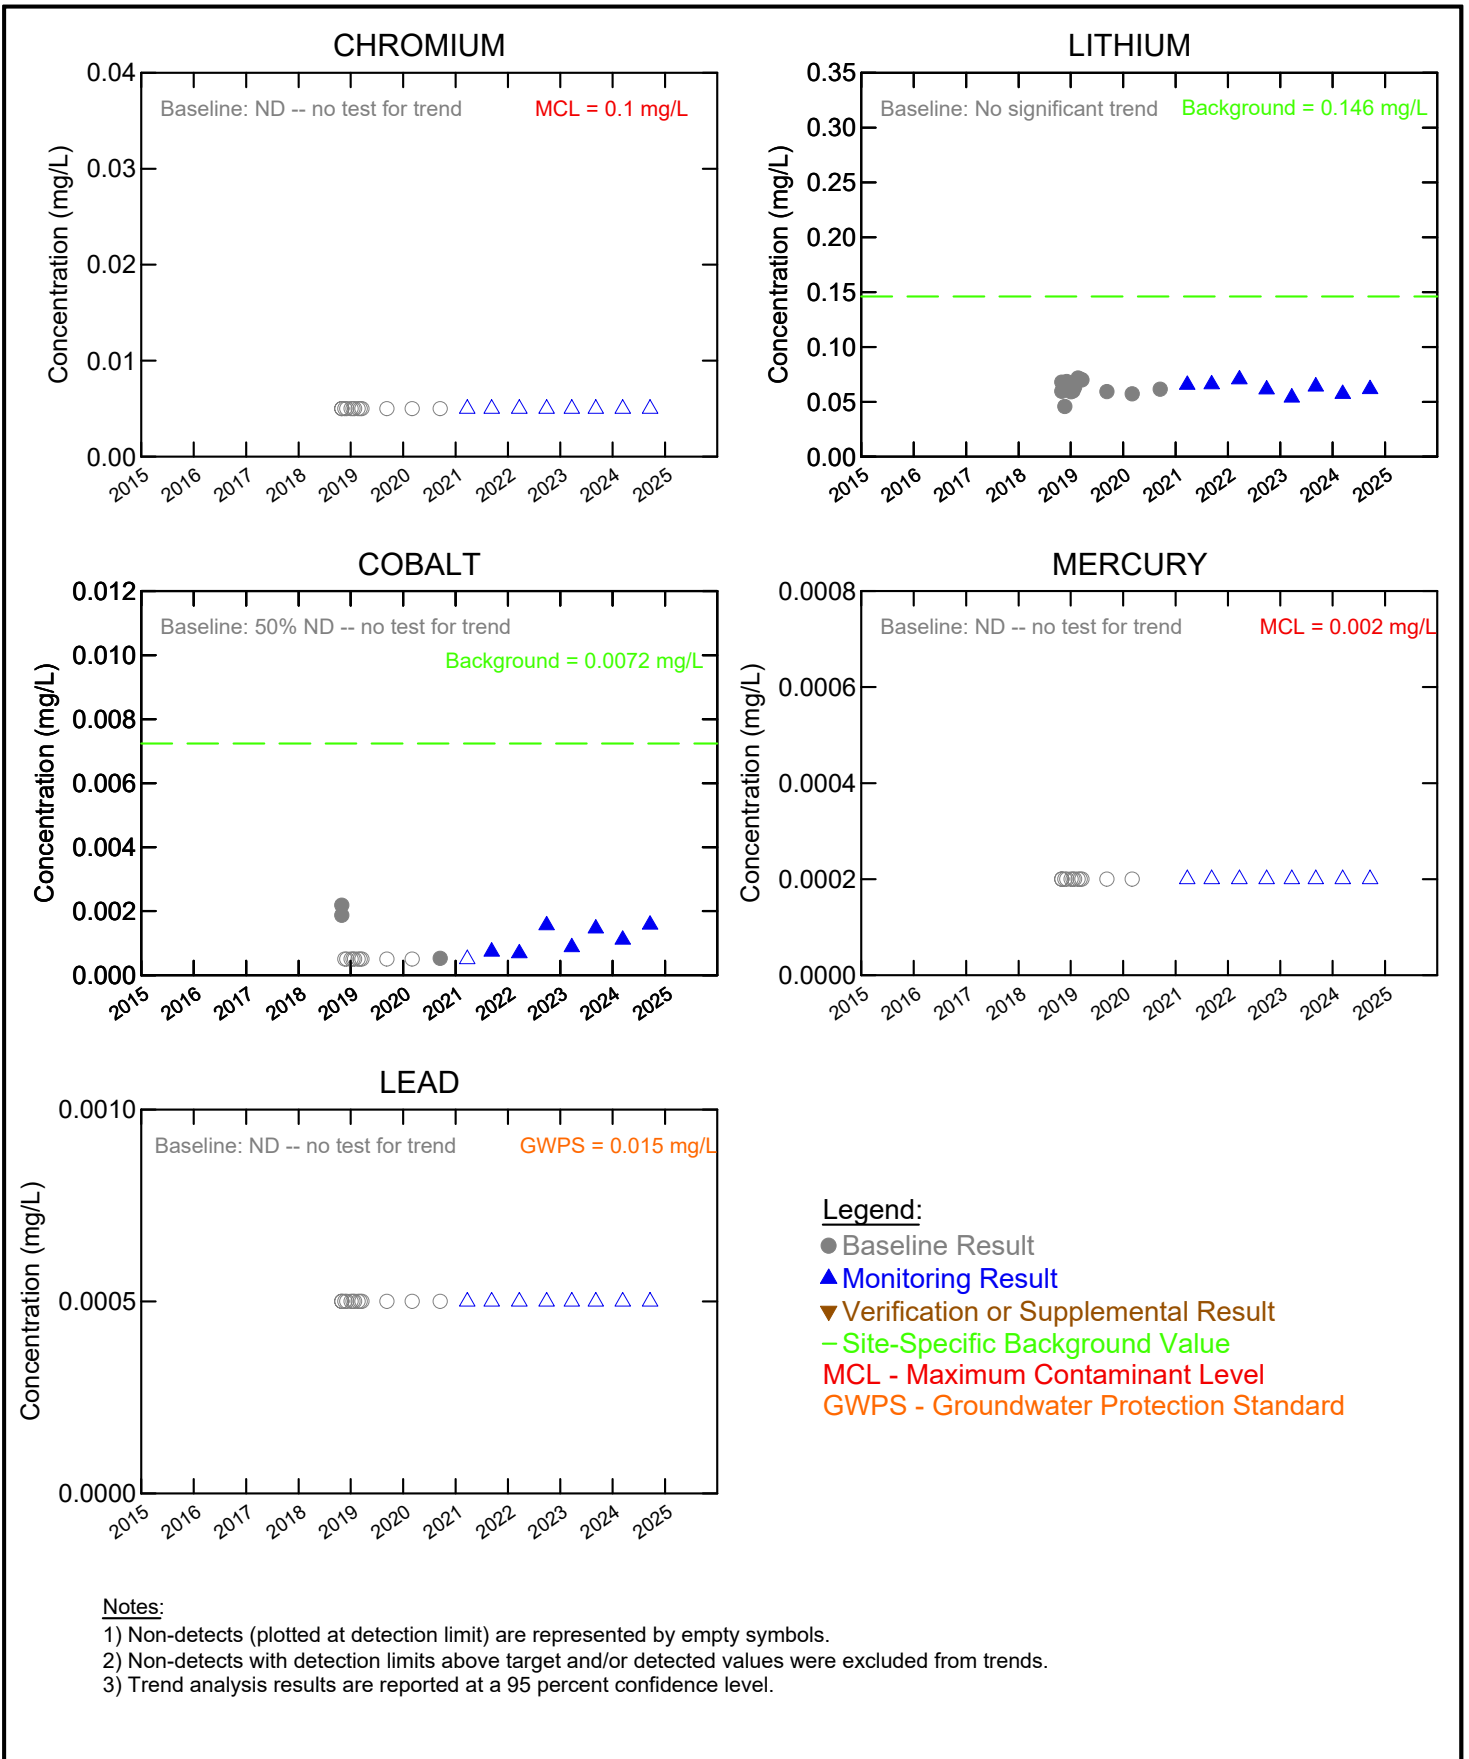 CHROMIUM
Concentration (mg/L)
0.04
0.03
0.02
0.01
0.00
Baseline: ND -- no test for trend
MCL = 0.1 mg/L
2015 2016 2017 2018 2019 2020 2021 2022 2023 2024 2025
LITHIUM
Concentration (mg/L)
0.35
0.30
0.25
0.20
0.15
0.10
0.05
0.00
Baseline: No significant trend
Background = 0.146 mg/L
2015 2016 2017 2018 2019 2020 2021 2022 2023 2024 2025
COBALT
Concentration (mg/L)
0.012
0.010
0.008
0.006
0.004
0.002
0.000
Baseline: 50% ND -- no test for trend
Background = 0.0072 mg/L
2015 2016 2017 2018 2019 2020 2021 2022 2023 2024 2025
MERCURY
Concentration (mg/L)
0.0008
0.0006
0.0004
0.0002
0.0000
Baseline: ND -- no test for trend
MCL = 0.002 mg/L
2015 2016 2017 2018 2019 2020 2021 2022 2023 2024 2025
LEAD
Concentration (mg/L)
0.0010
0.0005
0.0000
Baseline: ND -- no test for trend
GWPS = 0.015 mg/L
2015 2016 2017 2018 2019 2020 2021 2022 2023 2024 2025
Legend:
Baseline Result
Monitoring Result
Verification or Supplemental Result
Site-Specific Background Value
MCL - Maximum Contaminant Level
GWPS - Groundwater Protection Standard
Notes:
1) Non-detects (plotted at detection limit) are represented by empty symbols.
2) Non-detects with detection limits above target and/or detected values were excluded from trends.
3) Trend analysis results are reported at a 95 percent confidence level.